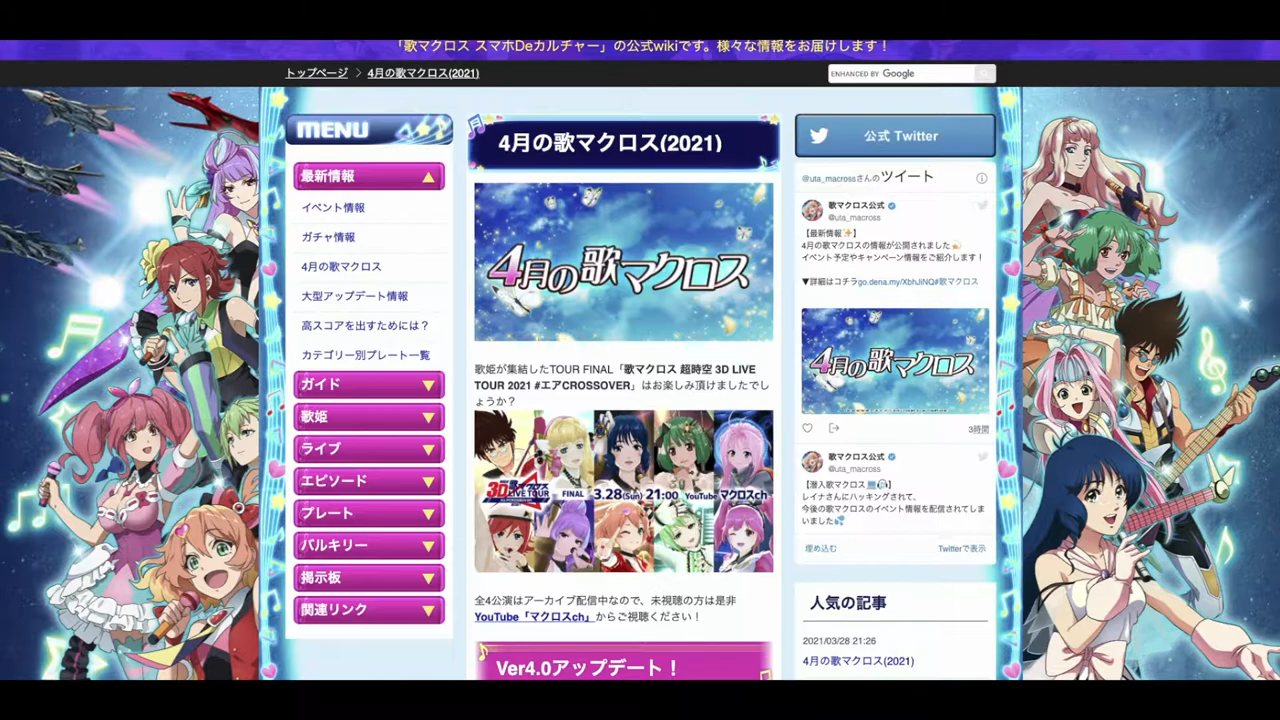 「歌マクロス スマホDeカルチャー」の公式wikiです。様々な情報をお届けします！
トップページ > 4月の歌マクロス(2021)
ENHANCED BY Google
MENU
最新情報
イベント情報
ガチャ情報
4月の歌マクロス
大型アップデート情報
高スコアを出すためには？
カテゴリー別プレート一覧
ガイド
歌姫
ライブ
エピソード
プレート
バルキリー
掲示板
関連リンク
4月の歌マクロス(2021)
4月の歌マクロス
歌姫が集結したTOUR FINAL「歌マクロス 超時空 3D LIVE
TOUR 2021 #エアCROSSOVER」はお楽しみ頂けましたでし
ょうか？
3D 歌マクロス LIVE TOUR FINAL 3.28(Sun) 21:00 YouTube マクロスch
全4公演はアーカイブ配信中なので、未視聴の方は是非
YouTube「マクロスch」からご視聴ください！
Ver4.0アップデート！
公式 Twitter
@uta_macrossさんのツイート
歌マクロス公式
@uta_macross
【最新情報✨】
4月の歌マクロスの情報が公開されました
イベント予定やキャンペーン情報をご紹介します！
▼詳細はコチラgo.dena.my/XbhJiNQ#歌マクロス
4月の歌マクロス
3時間
歌マクロス公式
@uta_macross
【潜入歌マクロス】
レイナさんにハッキングされて、
今後の歌マクロスのイベント情報を配信されてしま
いました💦
埋め込む Twitterで表示
人気の記事
2021/03/28 21:26
4月の歌マクロス(2021)